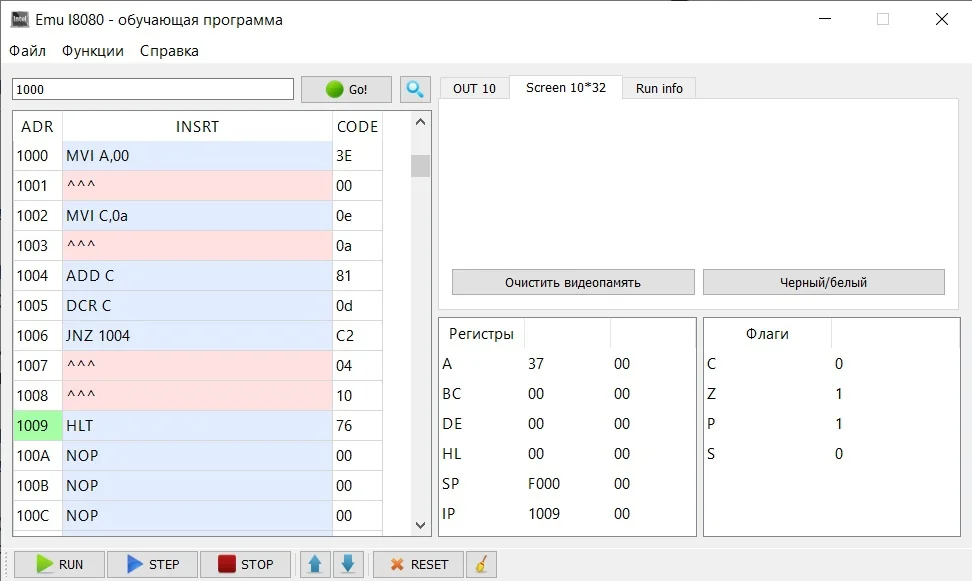 Emu I8080 - обучающая программа
Файл Функции Справка
1000 Go!
ADR INSRT CODE
1000 MVI A,00 3E
1001 ^^^ 00
1002 MVI C,0a 0e
1003 ^^^ 0a
1004 ADD C 81
1005 DCR C 0d
1006 JNZ 1004 C2
1007 ^^^ 04
1008 ^^^ 10
1009 HLT 76
100A NOP 00
100B NOP 00
100C NOP 00
OUT 10 Screen 10*32 Run info
Очистить видеопамять Черный/белый
Регистры
A 37 00
BC 00 00
DE 00 00
HL 00 00
SP F000 00
IP 1009 00
Флаги
C 0
Z 1
P 1
S 0
RUN STEP STOP RESET